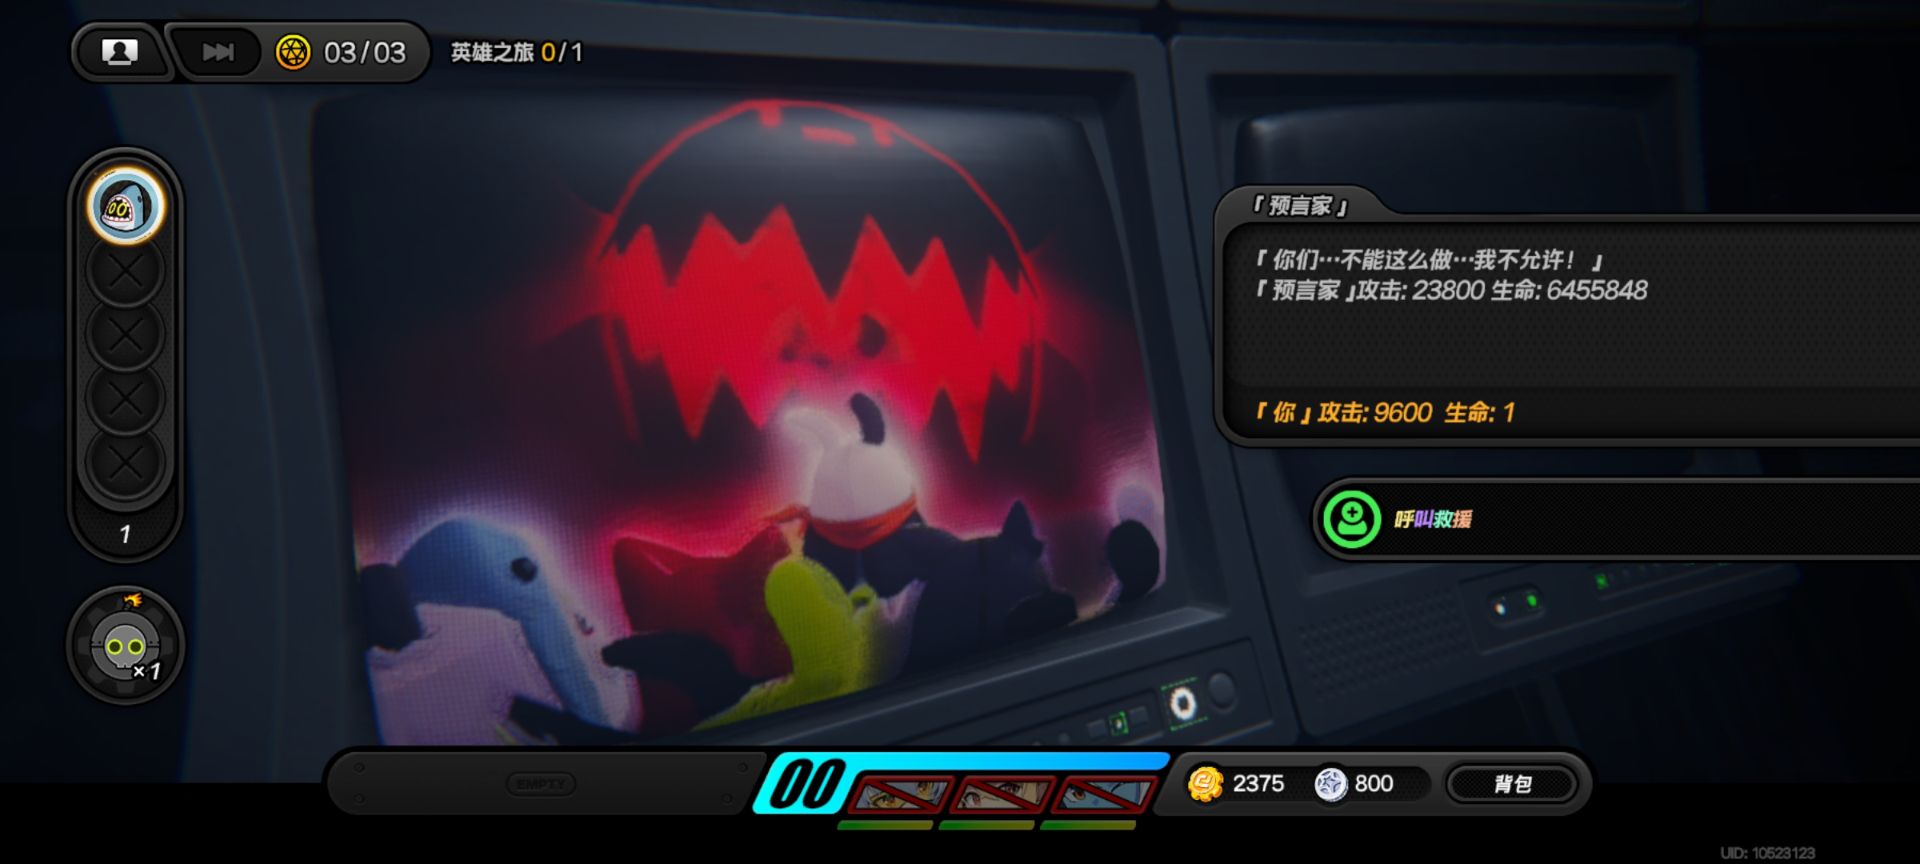 03/03
英雄之旅 0/1
「预言家」
「你们…不能这么做…我不允许！」
「预言家」攻击: 23800 生命: 6455848
「你」攻击: 9600 生命: 1
呼叫救援
1
×1
EMPTY
00
2375
800
背包
UID: 10523123